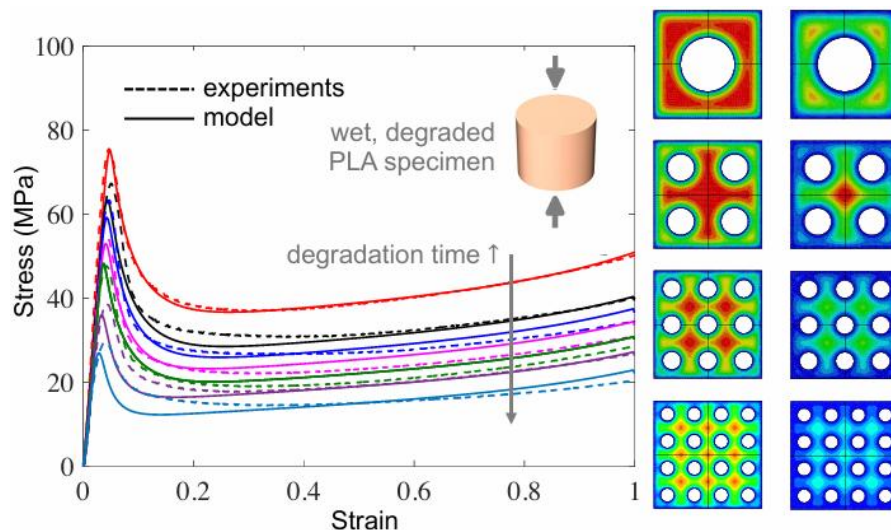 100
80
60
40
20
0
Stress (MPa)
experiments
model
wet, degraded
PLA specimen
degradation time ↑
0 0.2 0.4 0.6 0.8 1
Strain